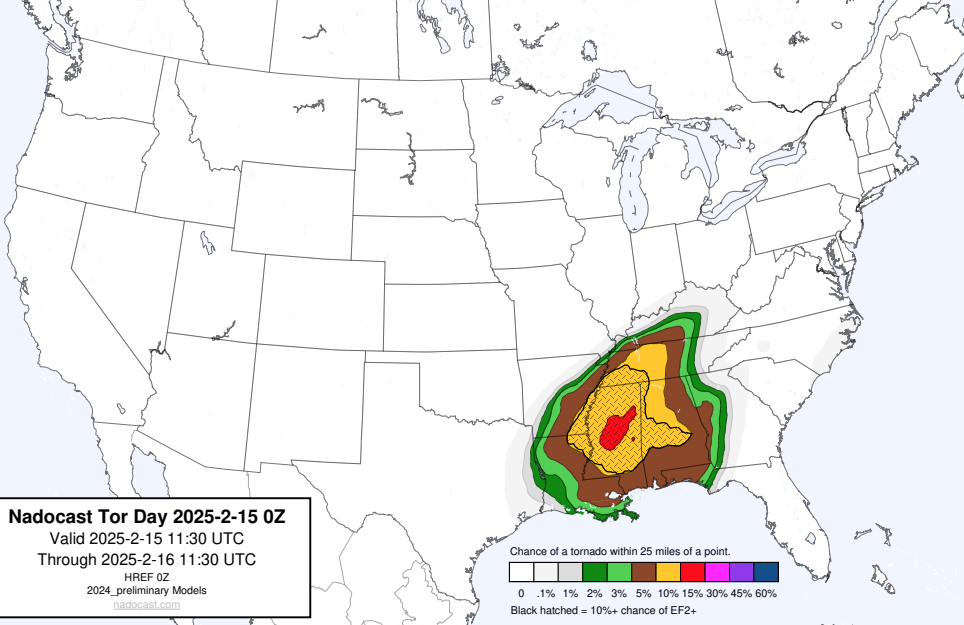 Nadocast Tor Day 2025-2-15 0Z
Valid 2025-2-15 11:30 UTC
Through 2025-2-16 11:30 UTC
HREF 0Z
2024_preliminary Models
nadocast.com
Chance of a tornado within 25 miles of a point.
0 .1% 1% 2% 3% 5% 10% 15% 30% 45% 60%
Black hatched = 10%+ chance of EF2+